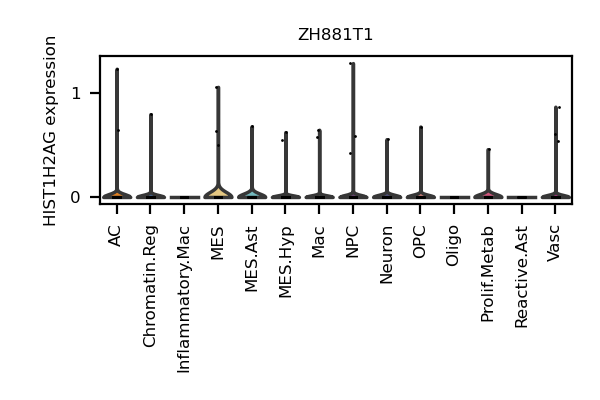 ZH881T1
HIST1H2AG expression
1
0
AC
Chromatin.Reg
Inflammatory.Mac
MES
MES.Ast
MES.Hyp
Mac
NPC
Neuron
OPC
Oligo
Prolif.Metab
Reactive.Ast
Vasc